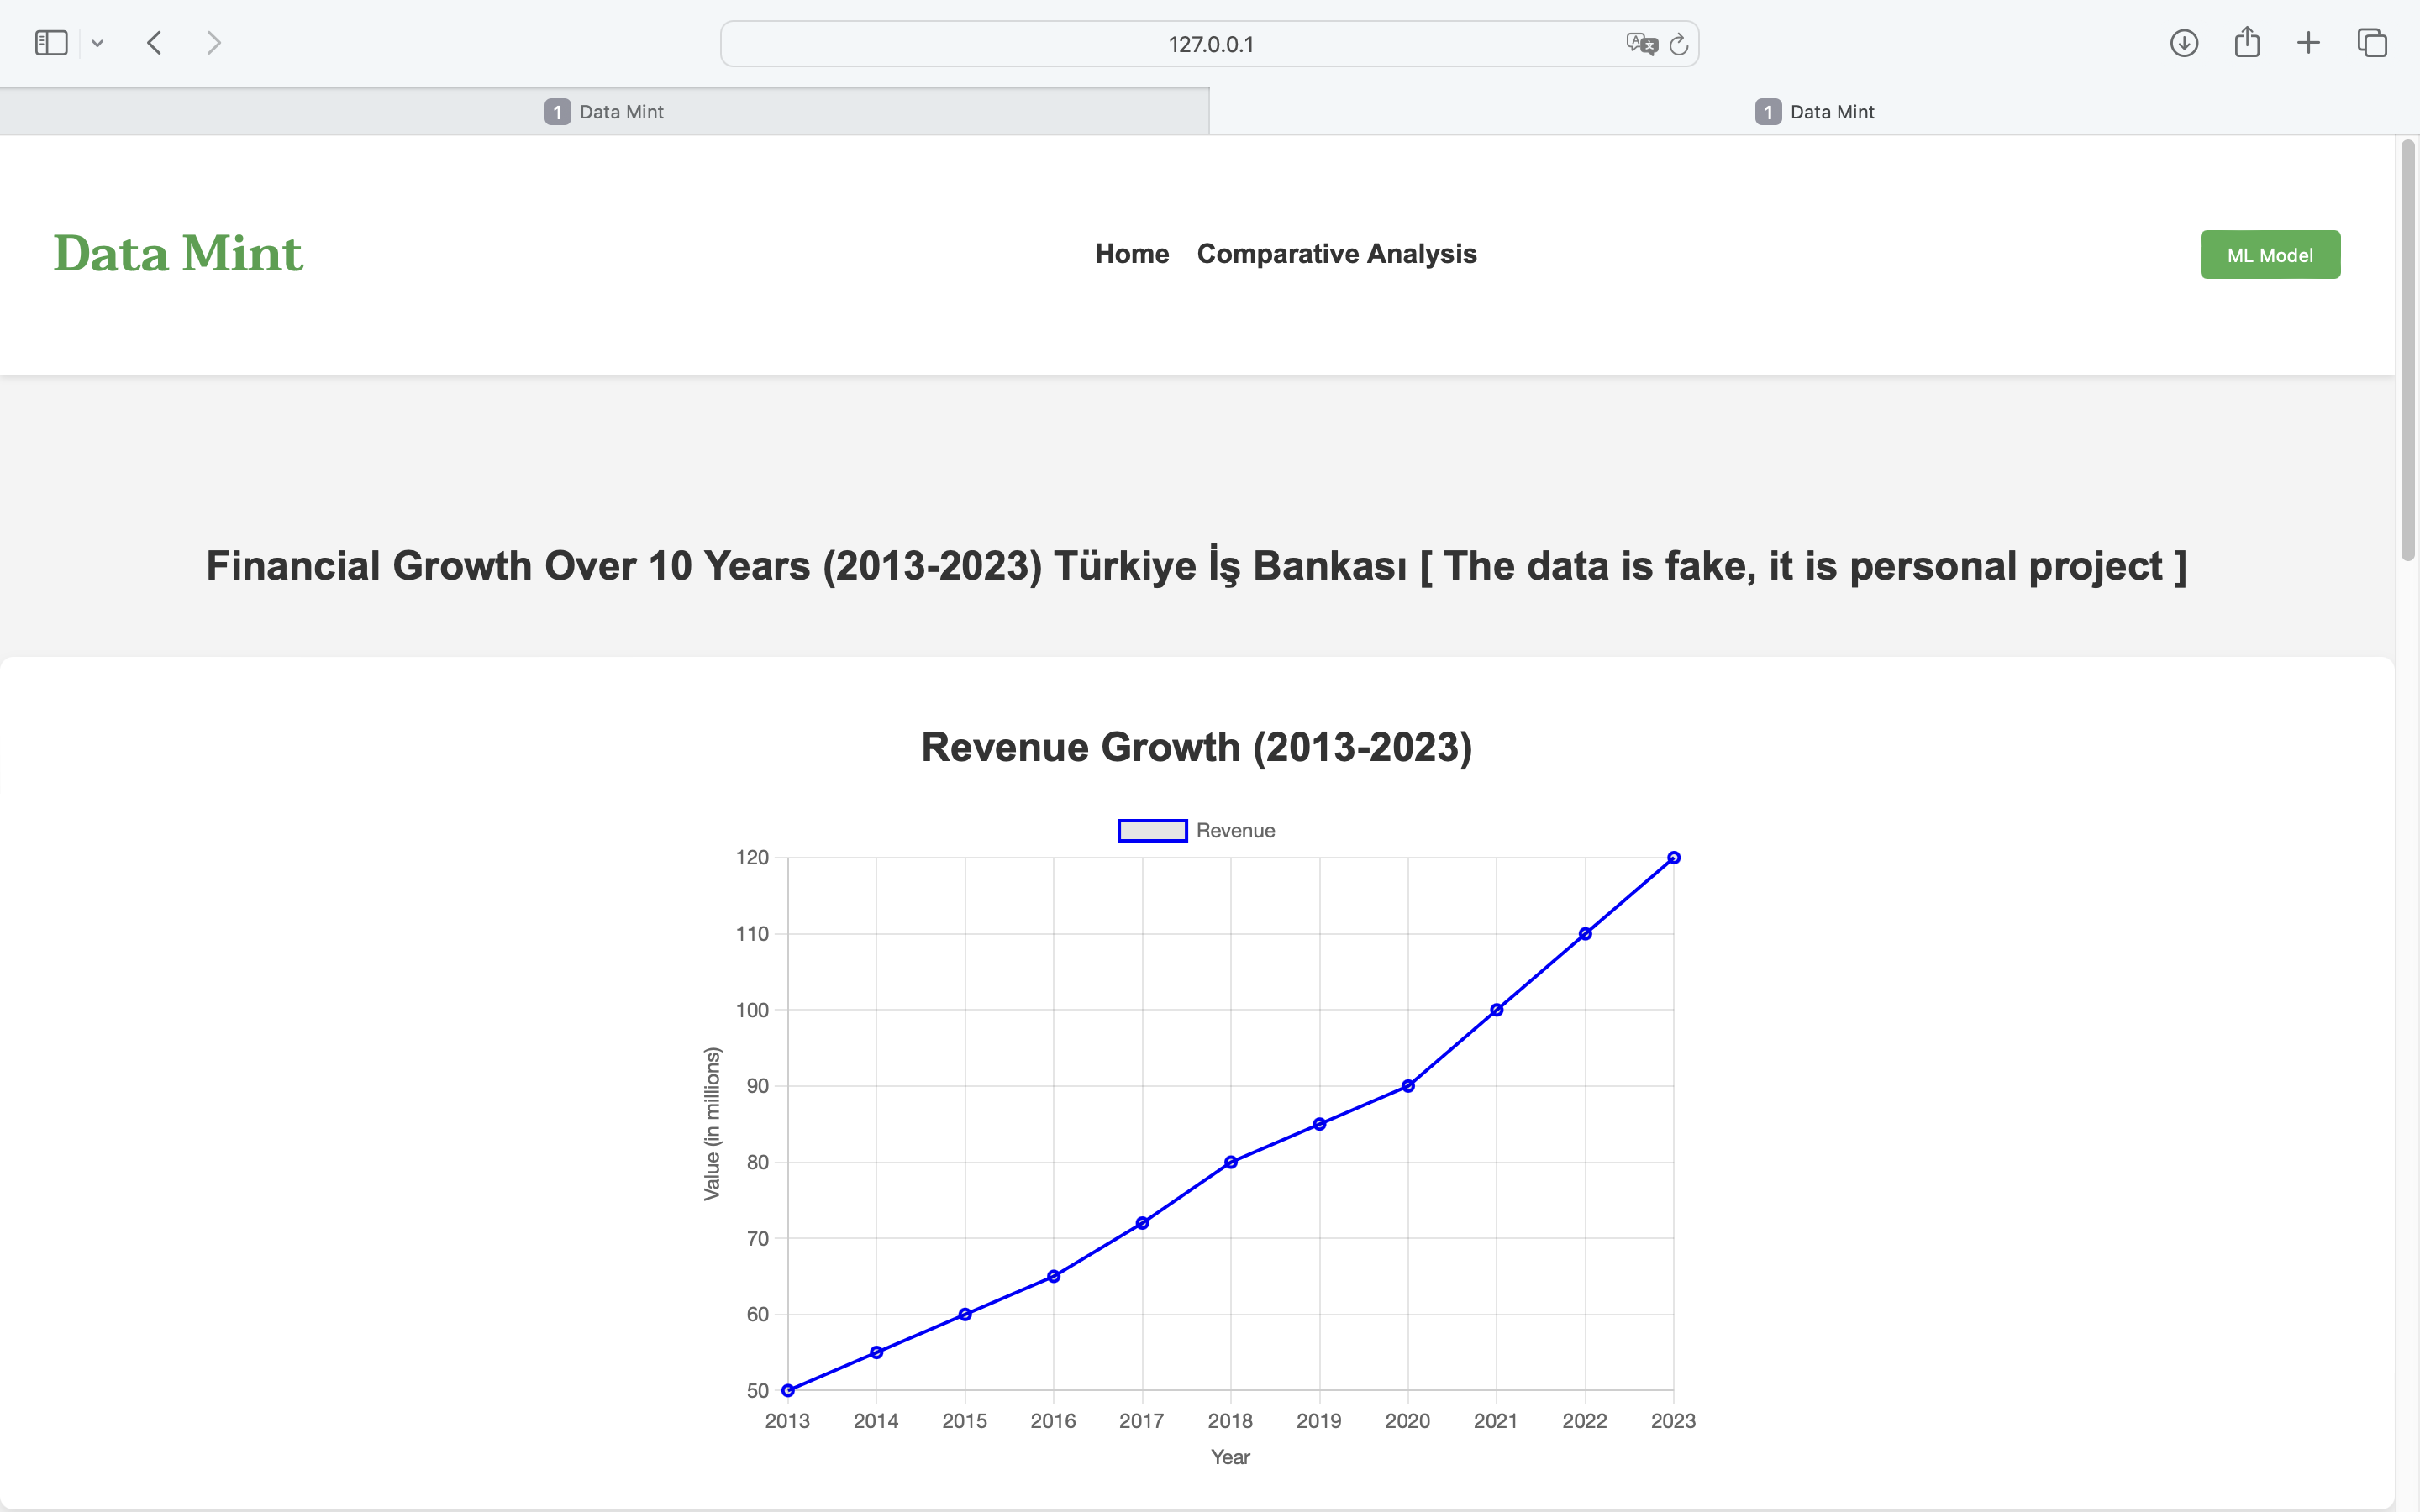 127.0.0.1
1 Data Mint
1 Data Mint
Data Mint
Home Comparative Analysis
ML Model
Financial Growth Over 10 Years (2013-2023) Türkiye İş Bankası [ The data is fake, it is personal project ]
Revenue Growth (2013-2023)
Revenue
120
110
100
90
80
70
60
50
Value (in millions)
2013 2014 2015 2016 2017 2018 2019 2020 2021 2022 2023
Year